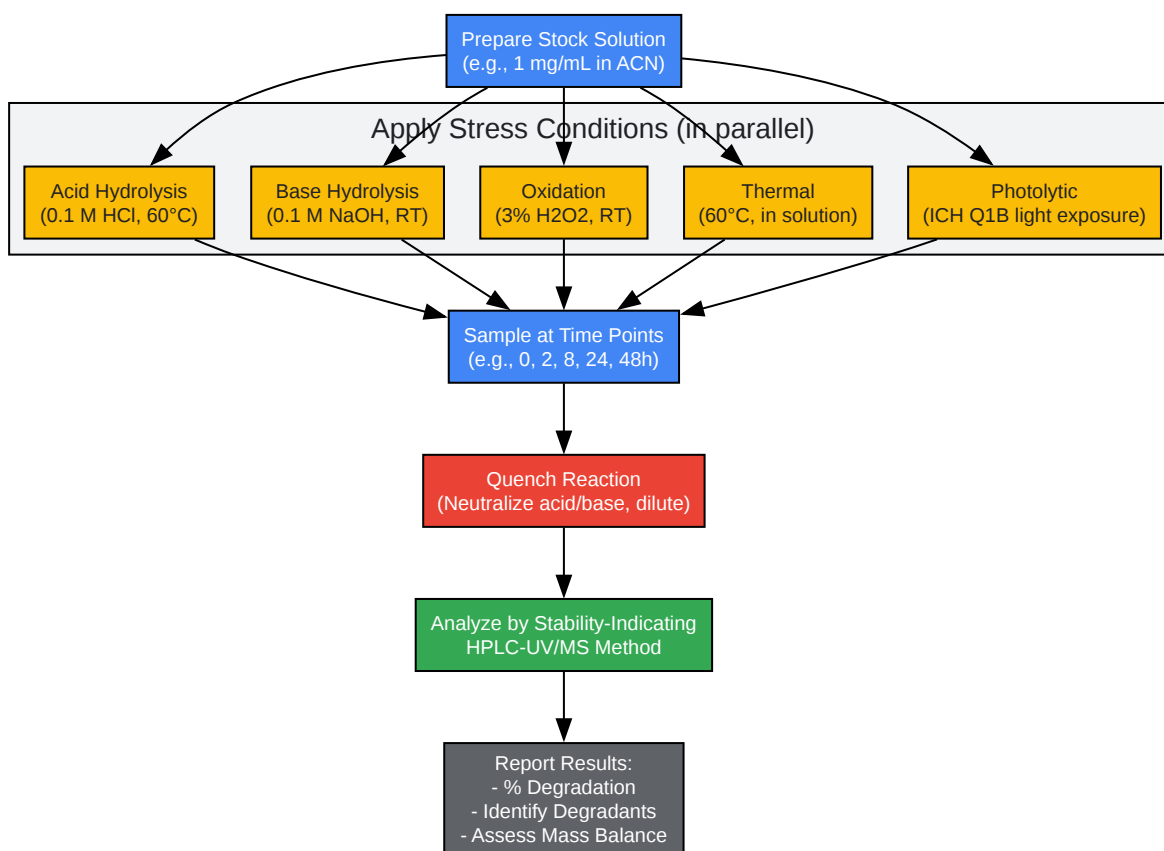 Prepare Stock Solution
(e.g., 1 mg/mL in ACN)
Apply Stress Conditions (in parallel)
Acid Hydrolysis
(0.1 M HCl, 60°C)
Base Hydrolysis
(0.1 M NaOH, RT)
Oxidation
(3% H2O2, RT)
Thermal
(60°C, in solution)
Photolytic
(ICH Q1B light exposure)
Sample at Time Points
(e.g., 0, 2, 8, 24, 48h)
Quench Reaction
(Neutralize acid/base, dilute)
Analyze by Stability-Indicating
HPLC-UV/MS Method
Report Results:
- % Degradation
- Identify Degradants
- Assess Mass Balance